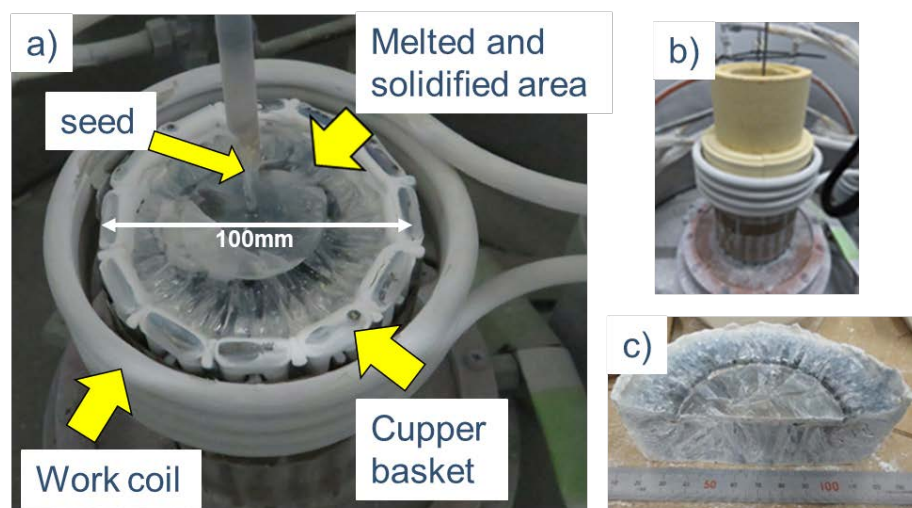 a)
Melted and
solidified area
seed
100mm
Cupper
basket
Work coil
b)
c)
50
100